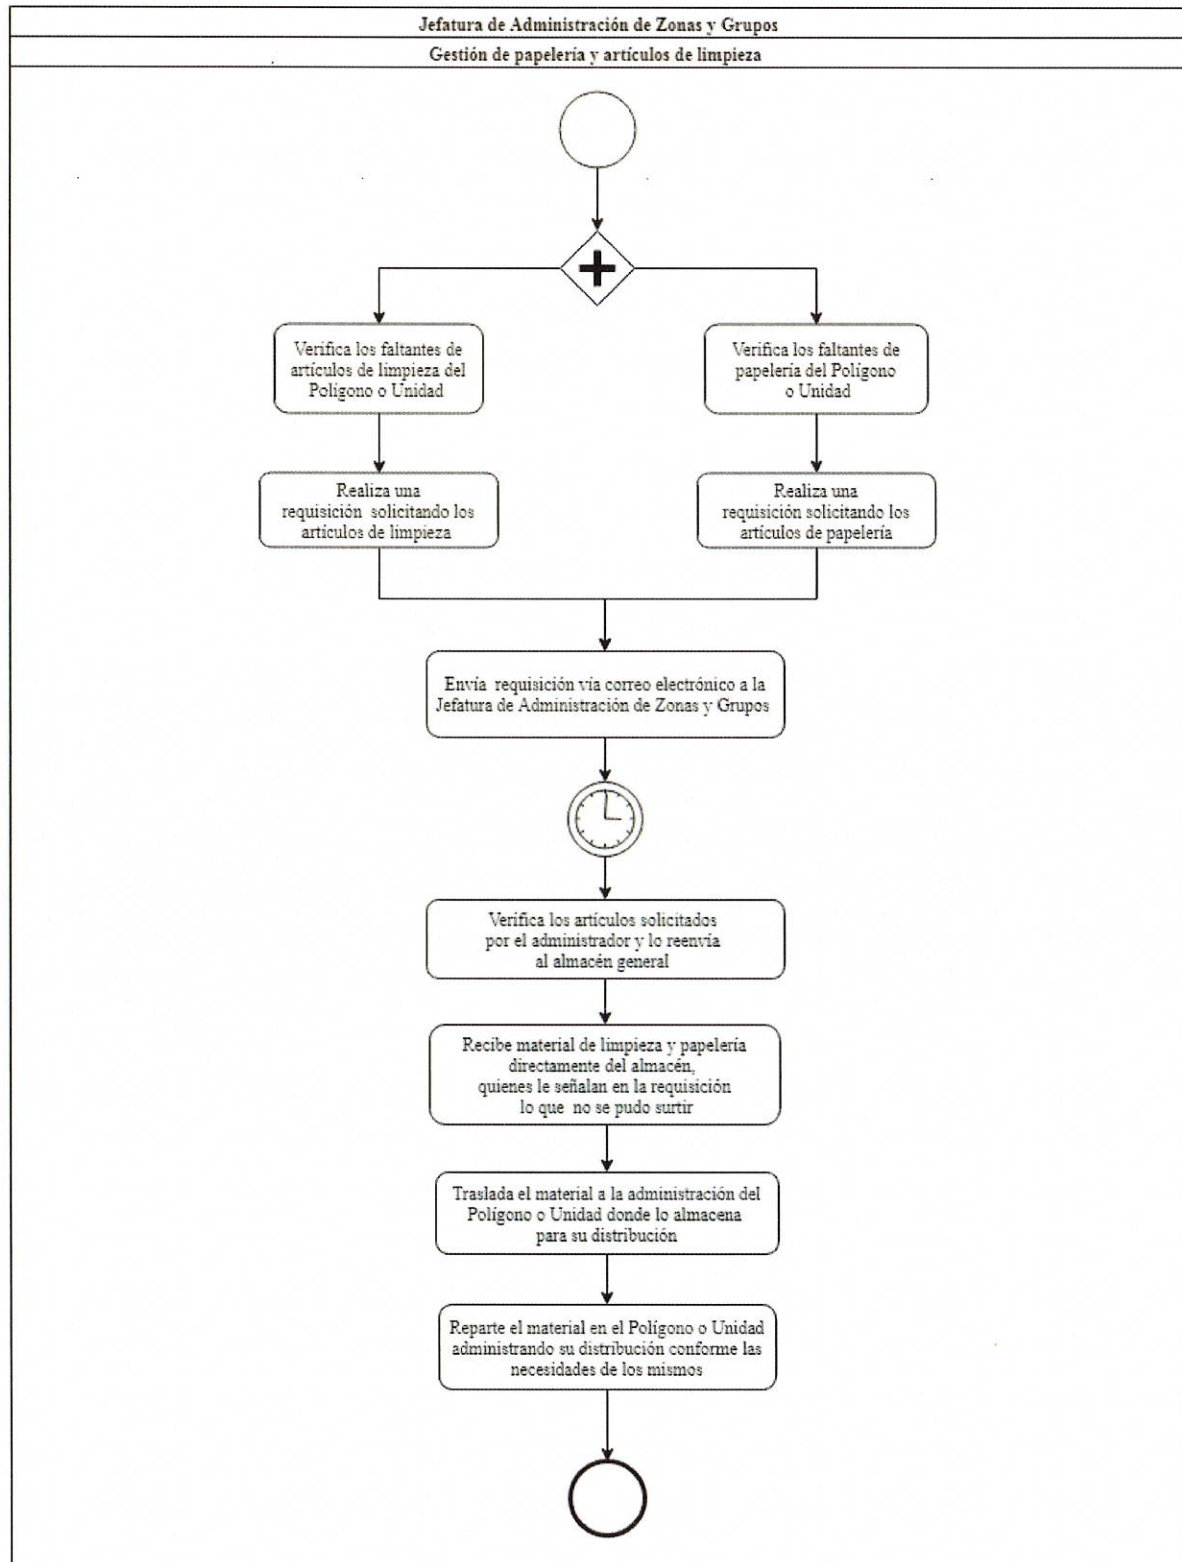 Jefatura de Administración de Zonas y Grupos
Gestión de papelería y artículos de limpieza
Verifica los faltantes de
artículos de limpieza del
Polígono o Unidad
Verifica los faltantes de
papelería del Polígono
o Unidad
Realiza una
requisición solicitando los
artículos de limpieza
Realiza una
requisición solicitando los
artículos de papelería
Envía requisición vía correo electrónico a la
Jefatura de Administración de Zonas y Grupos
Verifica los artículos solicitados
por el administrador y lo reenvía
al almacén general
Recibe material de limpieza y papelería
directamente del almacén,
quienes le señalan en la requisición
lo que no se pudo surtir
Traslada el material a la administración del
Polígono o Unidad donde lo almacena
para su distribución
Reparte el material en el Polígono o Unidad
administrando su distribución conforme las
necesidades de los mismos